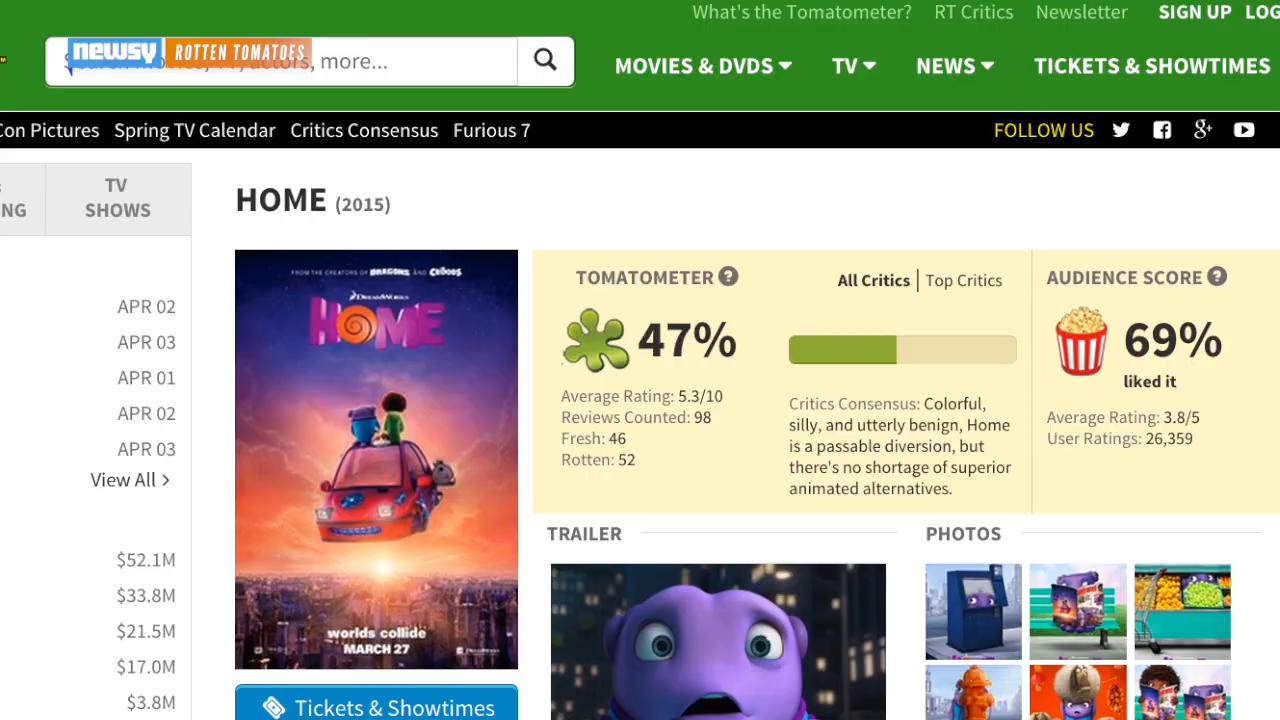 What's the Tomatometer? RT Critics Newsletter SIGN UP LOG
newsy ROTTEN TOMATOES
more...
MOVIES & DVDS TV NEWS TICKETS & SHOWTIMES
Con Pictures Spring TV Calendar Critics Consensus Furious 7
FOLLOW US
NG
TV
SHOWS
HOME (2015)
APR 02
APR 03
APR 01
APR 02
APR 03
View All >
$52.1M
$33.8M
$21.5M
$17.0M
$3.8M
FROM THE CREATORS OF DRAGONS AND CROODS
DREAMWORKS
HOME
worlds collide
MARCH 27
Tickets & Showtimes
TOMATOMETER ?
All Critics | Top Critics
47%
Average Rating: 5.3/10
Reviews Counted: 98
Fresh: 46
Rotten: 52
Critics Consensus: Colorful,
silly, and utterly benign, Home
is a passable diversion, but
there's no shortage of superior
animated alternatives.
AUDIENCE SCORE ?
69%
liked it
Average Rating: 3.8/5
User Ratings: 26,359
TRAILER
PHOTOS